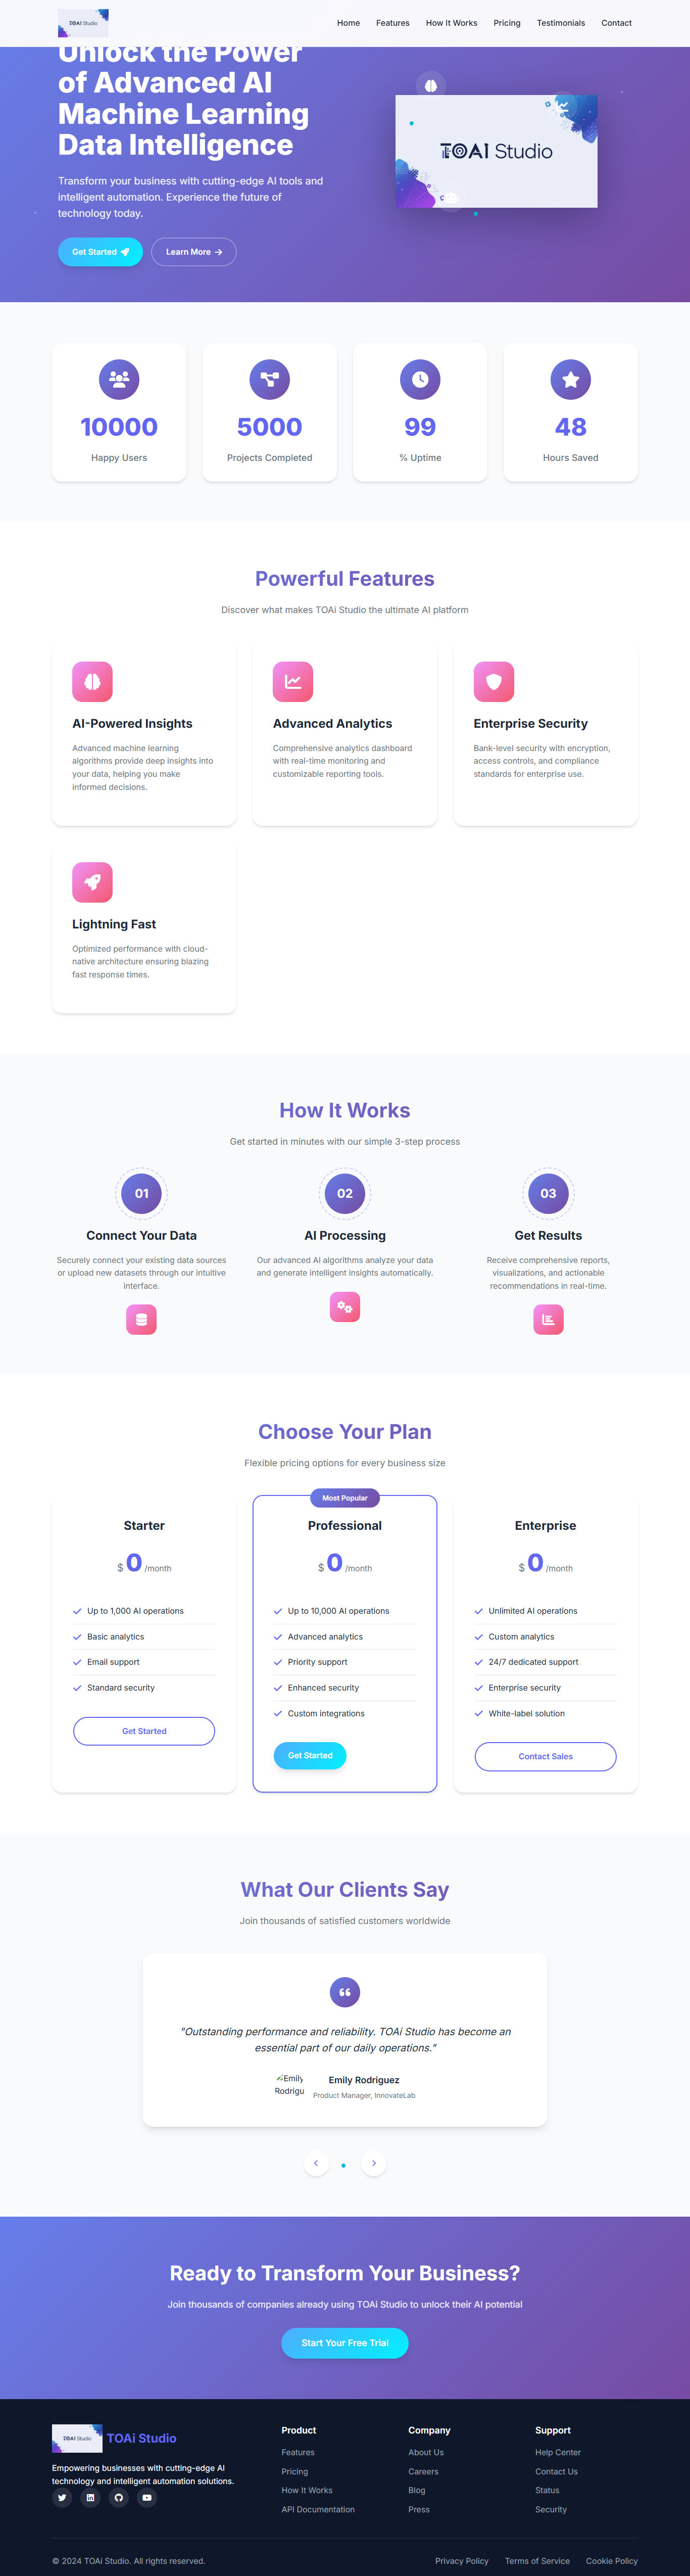 TOAi Studio
Home Features How It Works Pricing Testimonials Contact
Unlock the Power
of Advanced AI
Machine Learning
Data Intelligence
Transform your business with cutting-edge AI tools and
intelligent automation. Experience the future of
technology today.
Get Started Learn More
TOAi Studio
10000 5000 99 48
Happy Users Projects Completed % Uptime Hours Saved
Powerful Features
Discover what makes TOAi Studio the ultimate AI platform
AI-Powered Insights
Advanced machine learning
algorithms provide deep insights into
your data, helping you make
informed decisions.
Advanced Analytics
Comprehensive analytics dashboard
with real-time monitoring and
customizable reporting tools.
Enterprise Security
Bank-level security with encryption,
access controls, and compliance
standards for enterprise use.
Lightning Fast
Optimized performance with cloud-
native architecture ensuring blazing
fast response times.
How It Works
Get started in minutes with our simple 3-step process
01
Connect Your Data
Securely connect your existing data sources
or upload new datasets through our intuitive
interface.
02
AI Processing
Our advanced AI algorithms analyze your data
and generate intelligent insights automatically.
03
Get Results
Receive comprehensive reports,
visualizations, and actionable
recommendations in real-time.
Choose Your Plan
Flexible pricing options for every business size
Starter
$ 0 /month
Up to 1,000 AI operations
Basic analytics
Email support
Standard security
Get Started
Most Popular
Professional
$ 0 /month
Up to 10,000 AI operations
Advanced analytics
Priority support
Enhanced security
Custom integrations
Get Started
Enterprise
$ 0 /month
Unlimited AI operations
Custom analytics
24/7 dedicated support
Enterprise security
White-label solution
Contact Sales
What Our Clients Say
Join thousands of satisfied customers worldwide
"Outstanding performance and reliability. TOAi Studio has become an
essential part of our daily operations."
Emily
Rodrigu
Emily Rodriguez
Product Manager, InnovateLab
Ready to Transform Your Business?
Join thousands of companies already using TOAi Studio to unlock their AI potential
Start Your Free Trial
TOAi Studio
TOAi Studio
Empowering businesses with cutting-edge AI
technology and intelligent automation solutions.
Product
Features
Pricing
How It Works
API Documentation
Company
About Us
Careers
Blog
Press
Support
Help Center
Contact Us
Status
Security
© 2024 TOAi Studio. All rights reserved.
Privacy Policy Terms of Service Cookie Policy